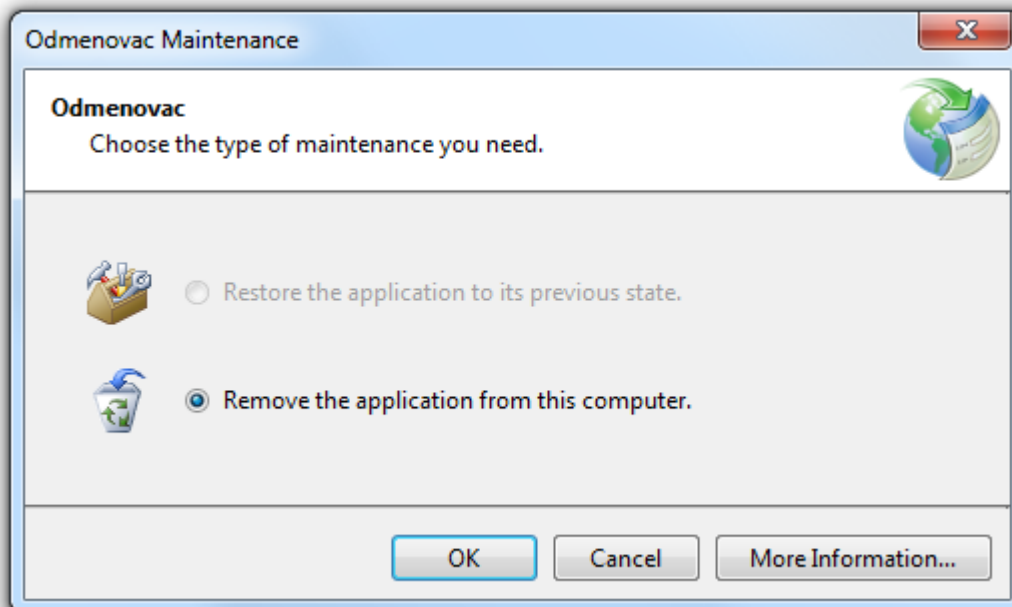 Odmenovac Maintenance
Odmenovac
Choose the type of maintenance you need.
Restore the application to its previous state.
Remove the application from this computer.
OK Cancel More Information...